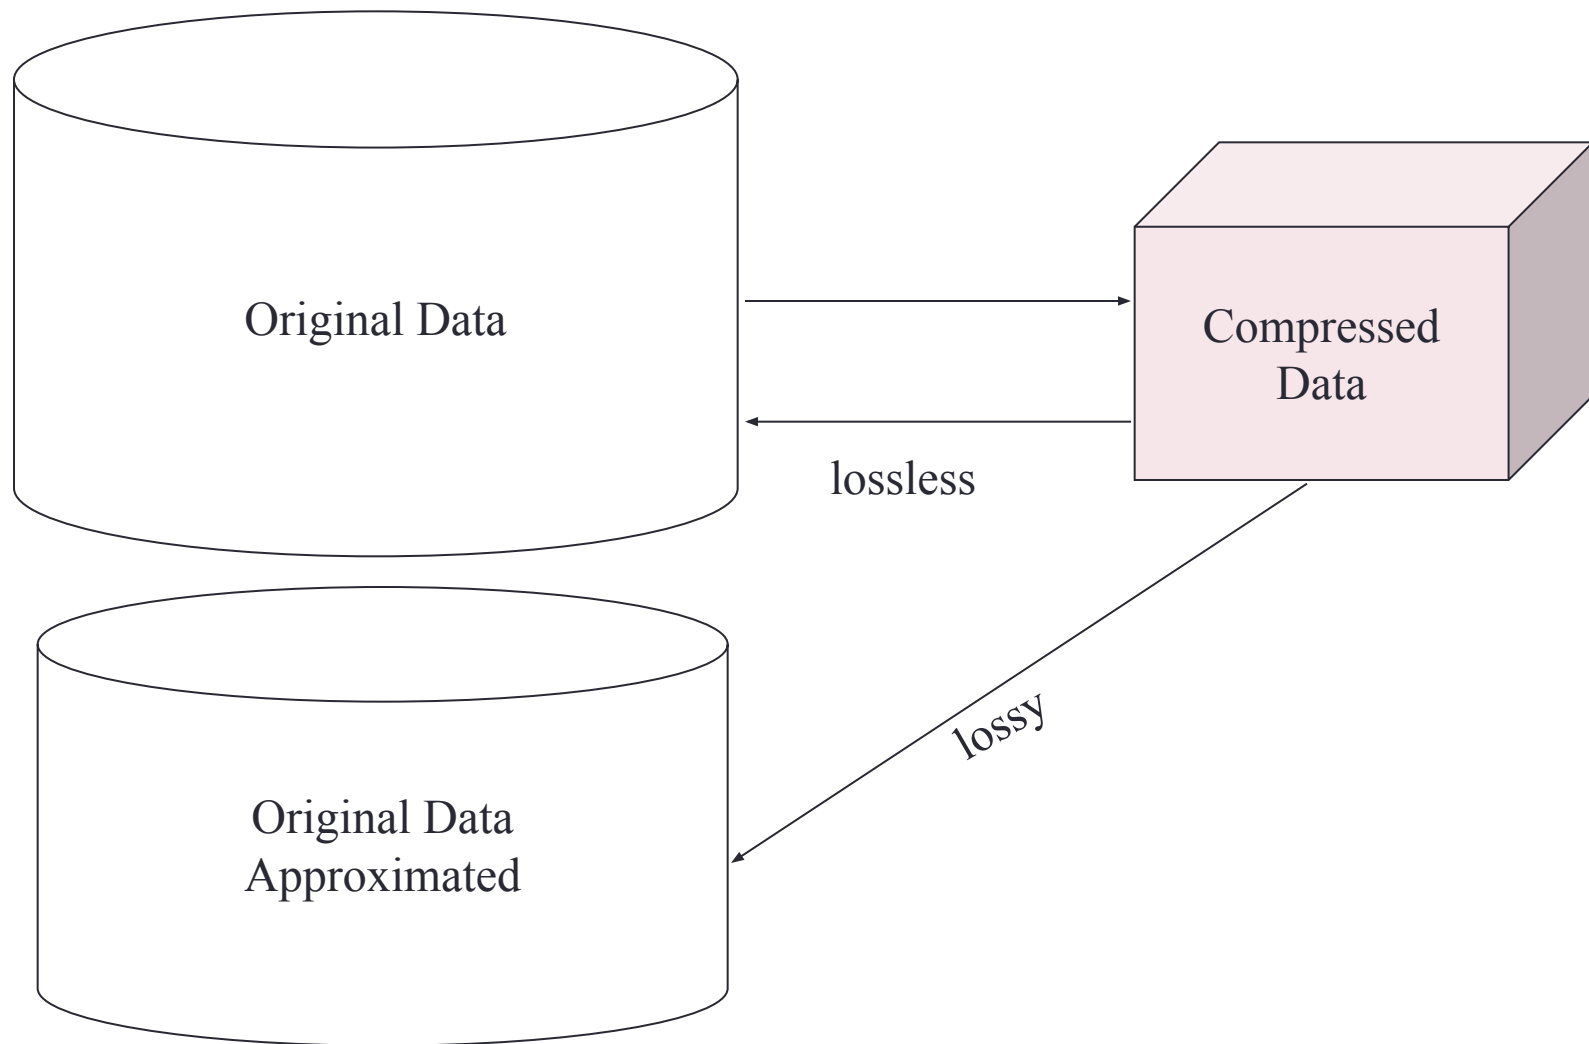 Original Data
Compressed
Data
lossless
lossy
Original Data
Approximated